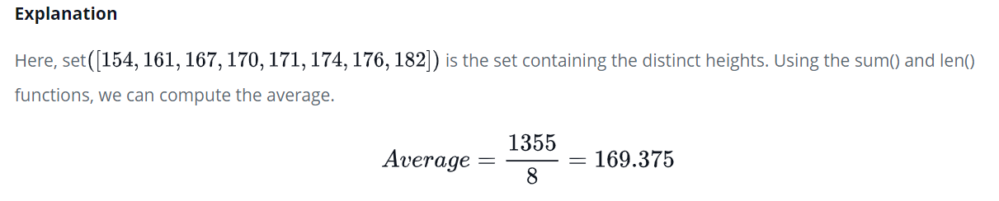 Explanation
Here, set([154, 161, 167, 170, 171, 174, 176, 182]) is the set containing the distinct heights. Using the sum() and len()
functions, we can compute the average.
Average = 1355/8 = 169.375